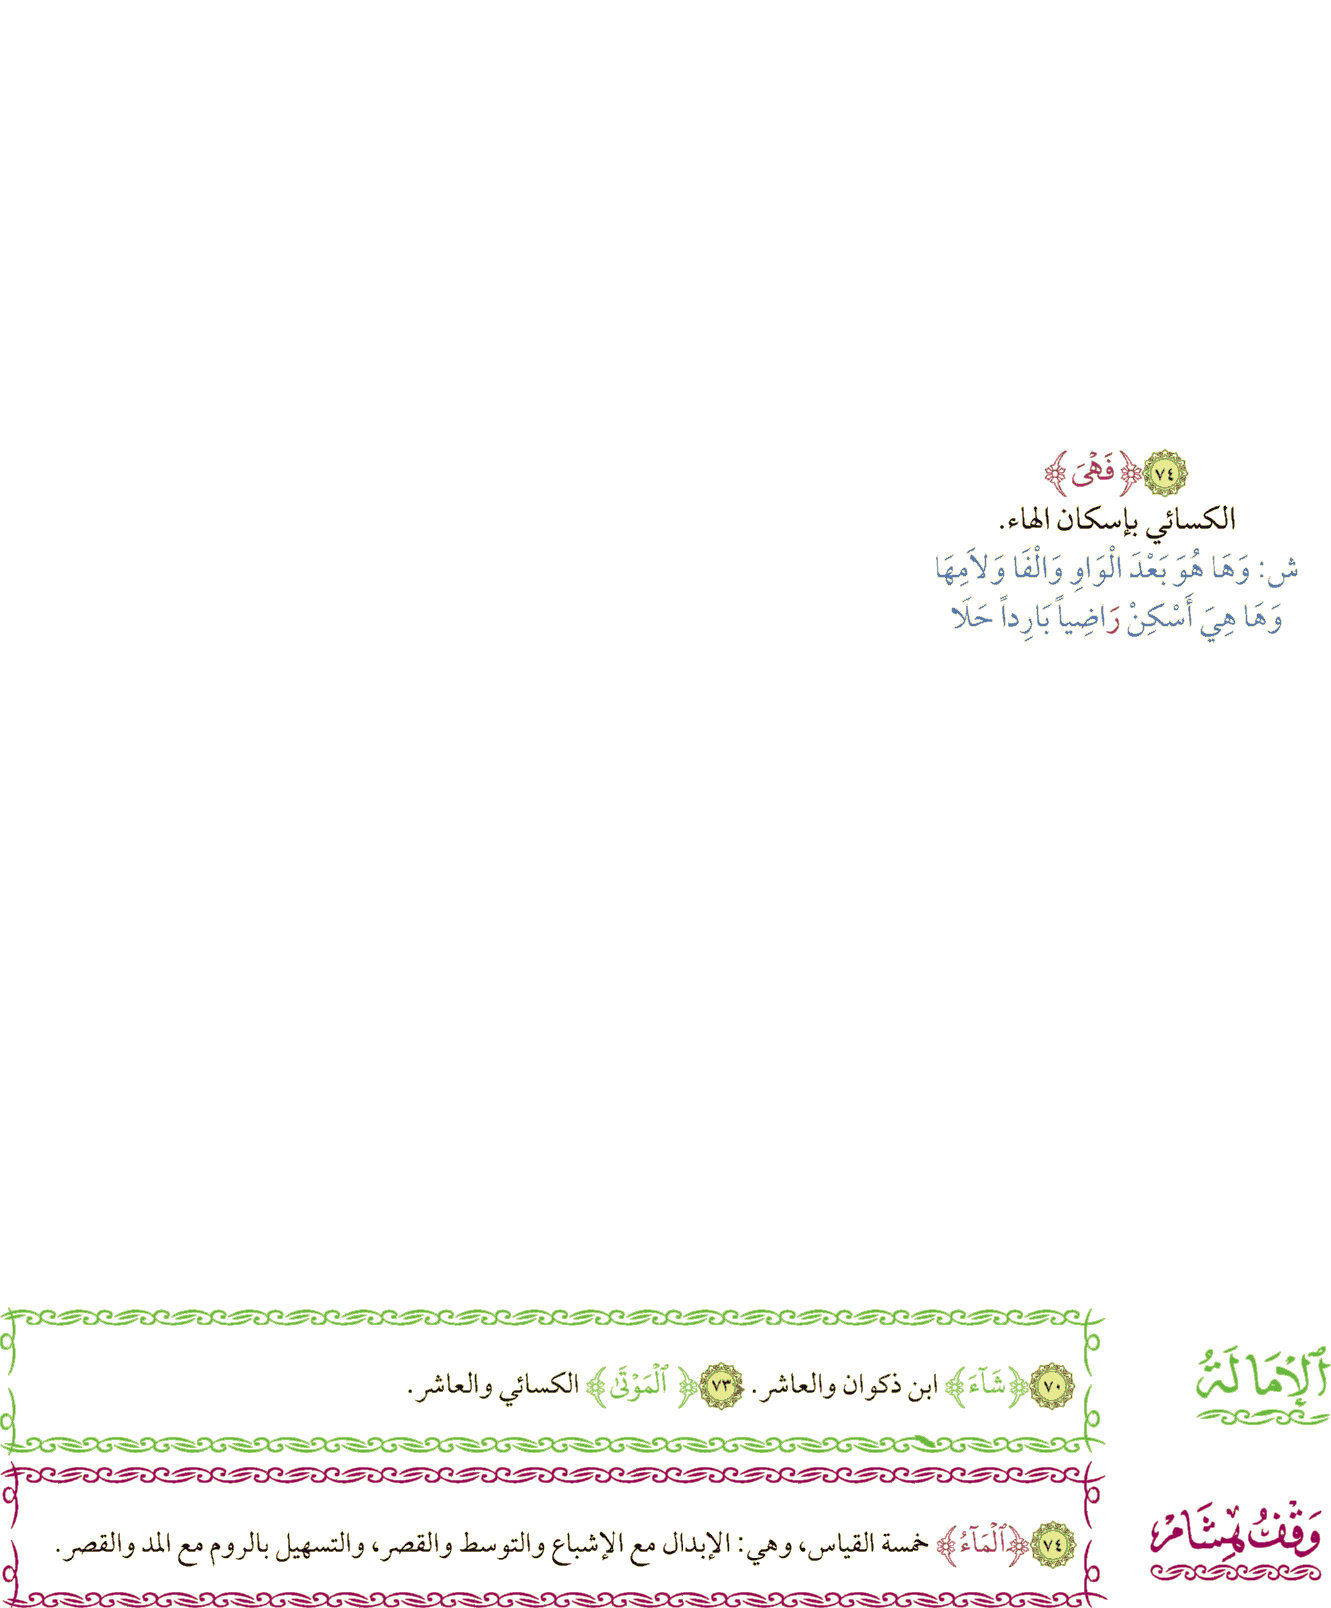 ٧٤ ﴿فَهْيَ﴾
الكسائي بإسكان الهاء.
ش: وَهَا هُوَ بَعْدَ الْوَاوِ وَالْفَا وَلاَمِهَا
وَهَا هِيَ أَسْكِنْ رَاضِياً بَارِداً حَلَا
ٱلْإِمَالَةُ
٧٠ ﴿شَآءَ﴾ ابن ذكوان والعاشر. ٧٣ ﴿ٱلْمَوْتَىٰ﴾ الكسائي والعاشر.
وَقْفُ هِشَامٍ
٧٤ ﴿ٱلْمَآءُ﴾ خمسة القياس، وهي: الإبدال مع الإشباع والتوسط والقصر، والتسهيل بالروم مع المد والقصر.